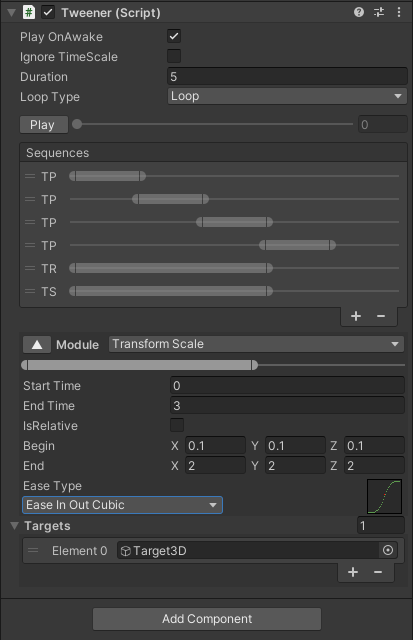 # Tweener (Script)
Play OnAwake
Ignore TimeScale
Duration 5
Loop Type Loop
Play 0
Sequences
TP
TP
TP
TP
TR
TS
+ −
Module Transform Scale
Start Time 0
End Time 3
IsRelative
Begin X 0.1 Y 0.1 Z 0.1
End X 2 Y 2 Z 2
Ease Type
Ease In Out Cubic
Targets 1
Element 0 Target3D
+ −
Add Component